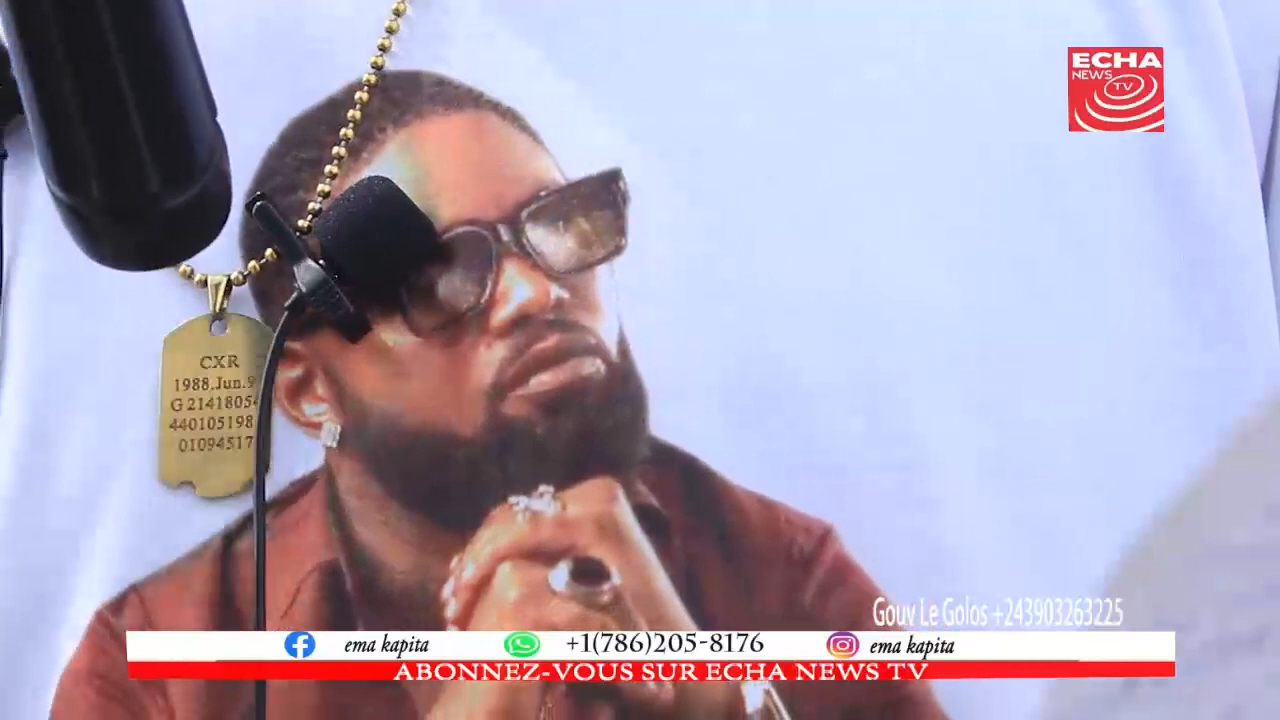 ECHA
NEWS
TV
CXR
1988.Jun.9
G 2141805
440105198
01094517
Gouv Le Golos +243903263225
ema kapita
+1(786)205-8176
ema kapita
ABONNEZ-VOUS SUR ECHA NEWS TV